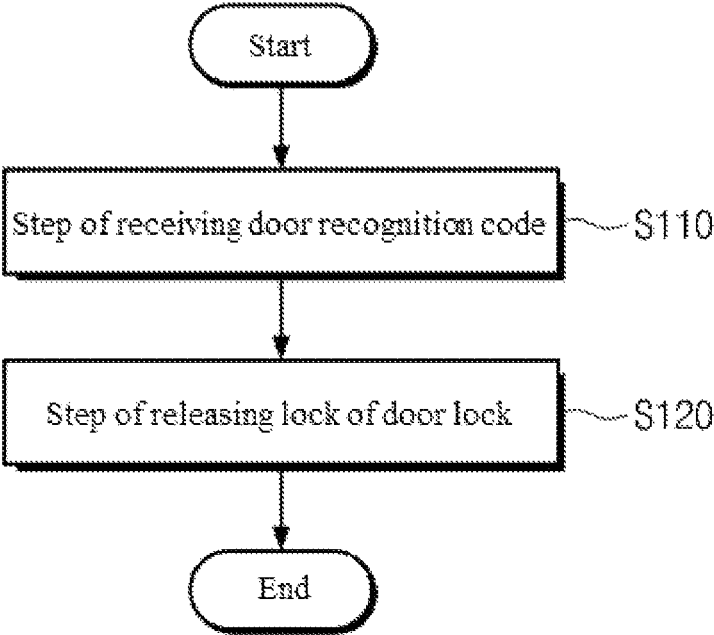 Start
Step of receiving door recognition code
S110
Step of releasing lock of door lock
S120
End